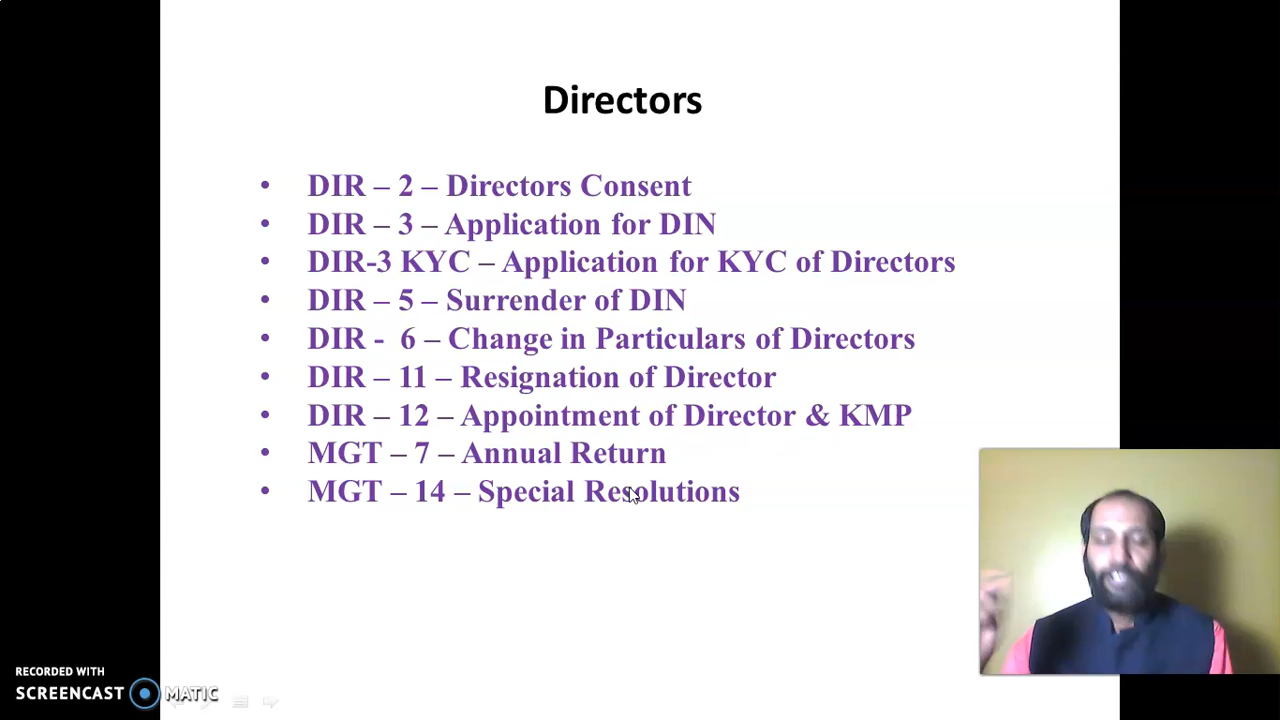 Directors
• DIR – 2 – Directors Consent
• DIR – 3 – Application for DIN
• DIR-3 KYC – Application for KYC of Directors
• DIR – 5 – Surrender of DIN
• DIR - 6 – Change in Particulars of Directors
• DIR – 11 – Resignation of Director
• DIR – 12 – Appointment of Director & KMP
• MGT – 7 – Annual Return
• MGT – 14 – Special Resolutions
RECORDED WITH
SCREENCAST MATIC